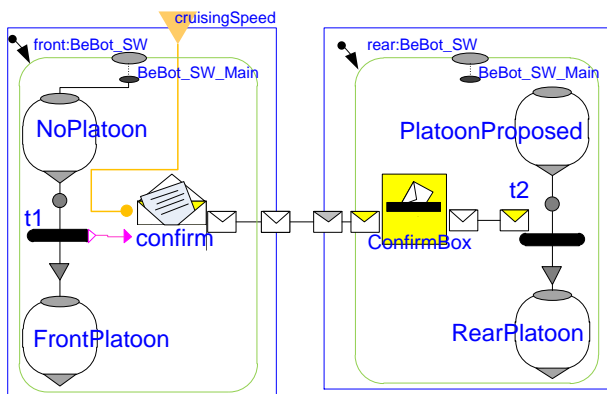 cruisingSpeed
front:BeBot_SW
BeBot_SW_Main
NoPlatoon
t1
confirm
FrontPlatoon
rear:BeBot_SW
BeBot_SW_Main
PlatoonProposed
t2
ConfirmBox
RearPlatoon